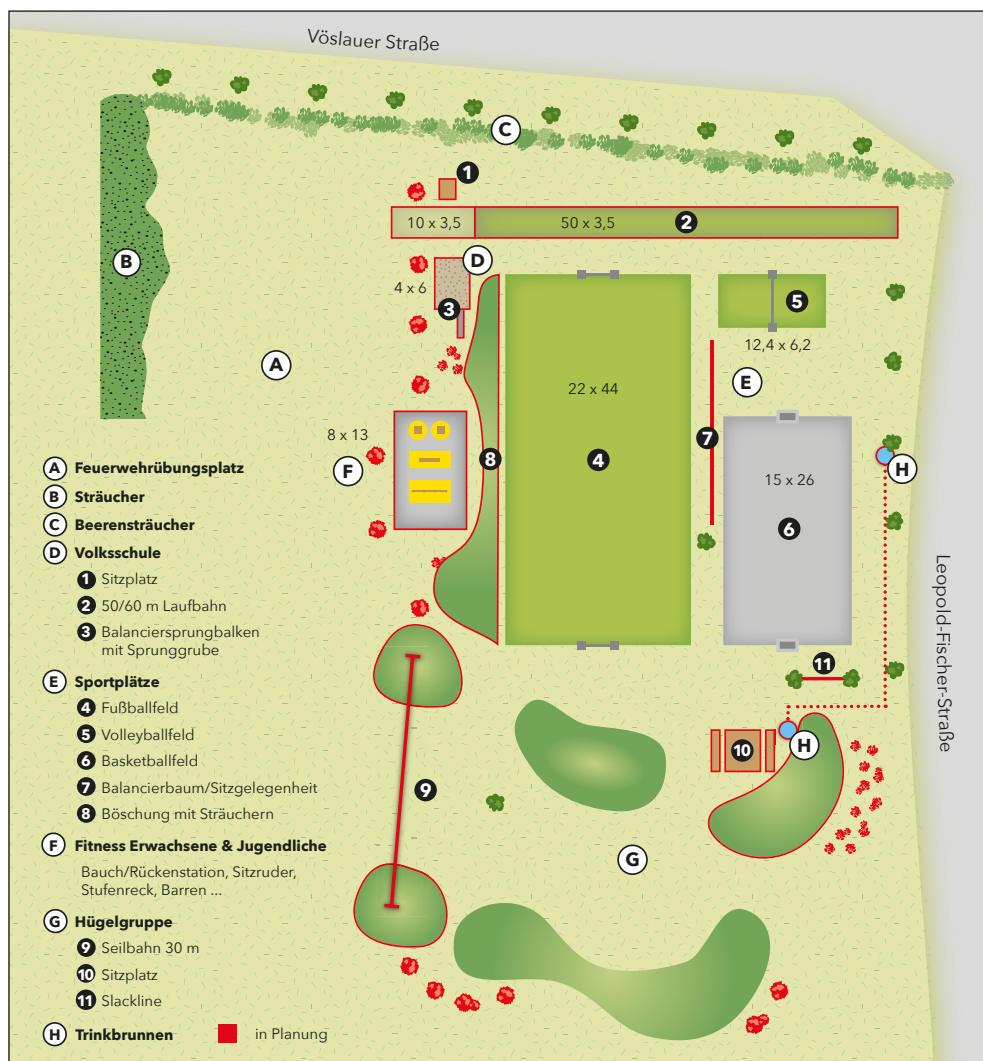 Vöslauer Straße
C
1
10 x 3,5
50 x 3,5
2
B
D
4 x 6
3
5
12,4 x 6,2
A
E
22 x 44
7
8 x 13
F
8
4
H
15 x 26
6
Leopold-Fischer-Straße
11
10
H
9
G
A Feuerwehrübungsplatz
B Sträucher
C Beerensträucher
D Volksschule
1 Sitzplatz
2 50/60 m Laufbahn
3 Balanciersprungbalken
mit Sprunggrube
E Sportplätze
4 Fußballfeld
5 Volleyballfeld
6 Basketballfeld
7 Balancierbaum/Sitzgelegenheit
8 Böschung mit Sträuchern
F Fitness Erwachsene & Jugendliche
Bauch/Rückenstation, Sitzruder,
Stufenreck, Barren ...
G Hügelgruppe
9 Seilbahn 30 m
10 Sitzplatz
11 Slackline
H Trinkbrunnen
in Planung